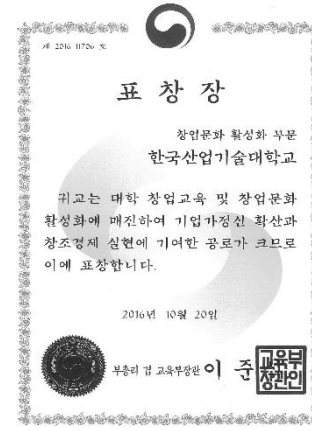 제 2016-11706 호
표 창 장
창업문화 활성화 부문
한국산업기술대학교
귀교는 대학 창업교육 및 창업문화
활성화에 매진하여 기업가정신 확산과
창조경제 실현에 기여한 공로가 크므로
이에 표창합니다.
2016년 10월 20일
부총리 겸 교육부장관 이 준
교육부
장관인